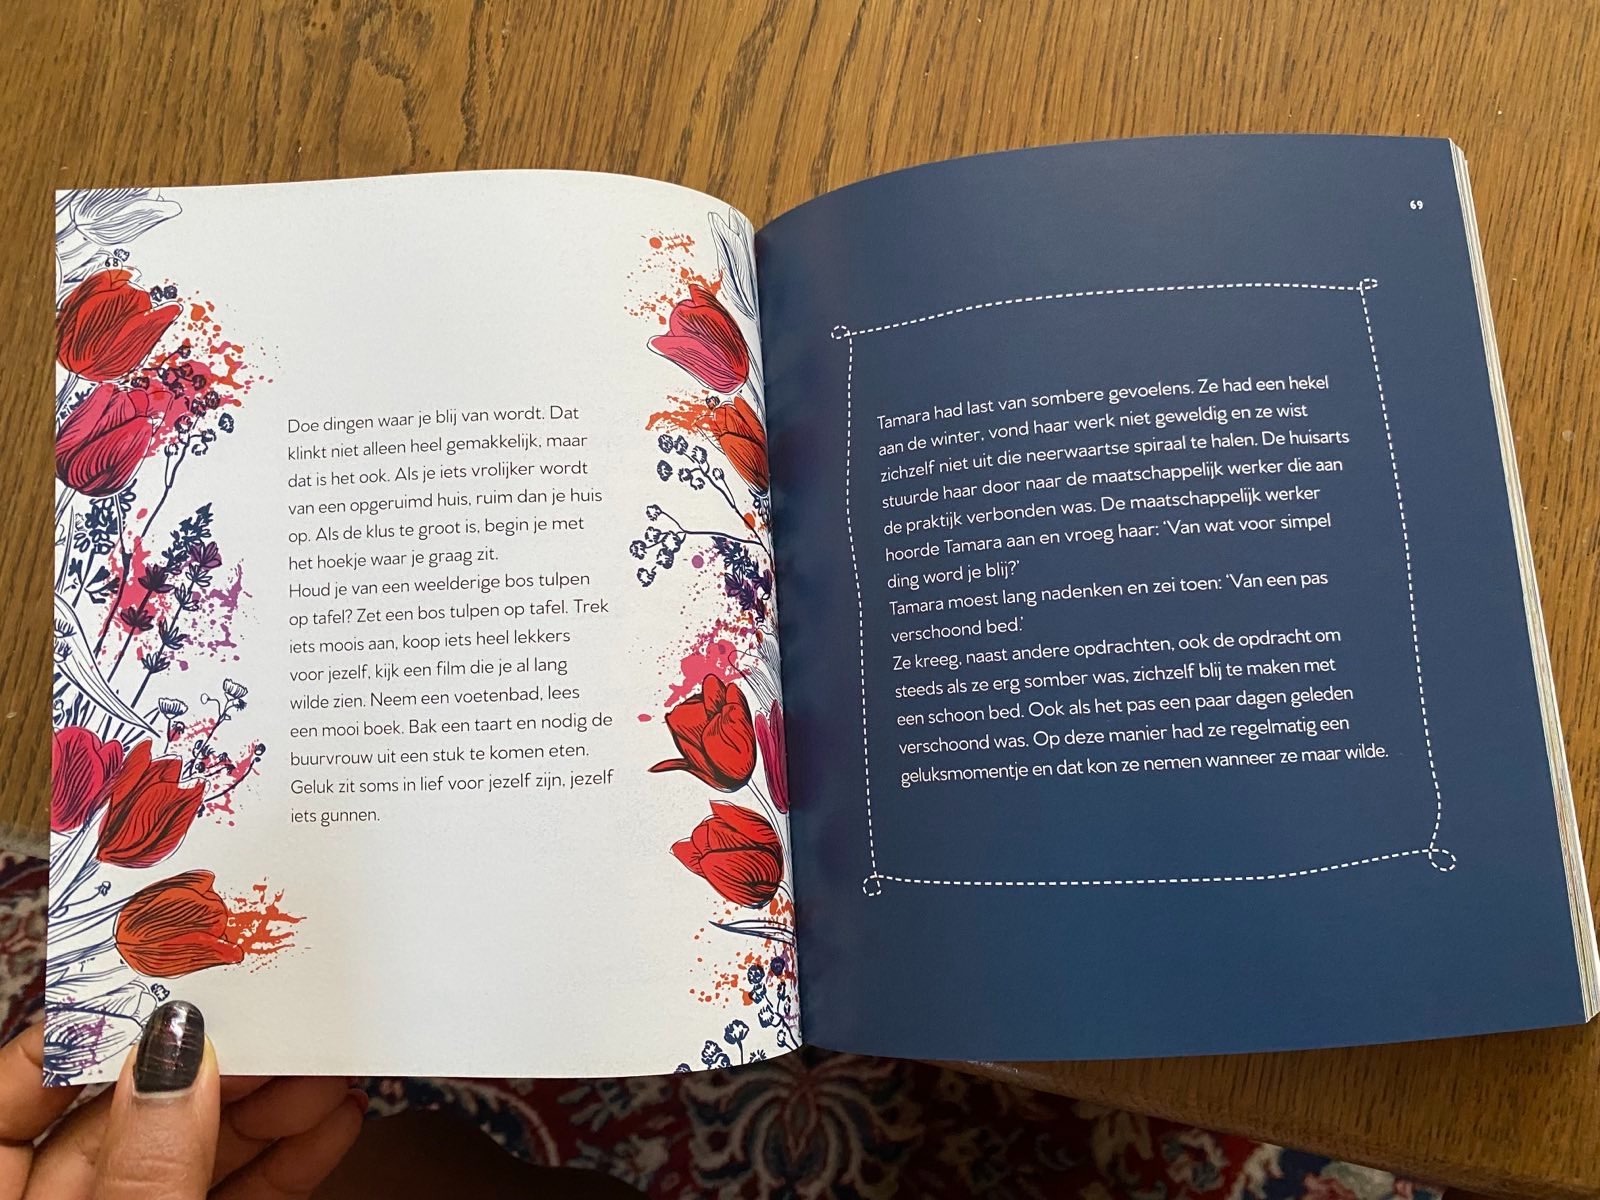 68
Doe dingen waar je blij van wordt. Dat
klinkt niet alleen heel gemakkelijk, maar
dat is het ook. Als je iets vrolijker wordt
van een opgeruimd huis, ruim dan je huis
op. Als de klus te groot is, begin je met
het hoekje waar je graag zit.
Houd je van een weelderige bos tulpen
op tafel? Zet een bos tulpen op tafel. Trek
iets moois aan, koop iets heel lekkers
voor jezelf, kijk een film die je al lang
wilde zien. Neem een voetenbad, lees
een mooi boek. Bak een taart en nodig de
buurvrouw uit een stuk te komen eten.
Geluk zit soms in lief voor jezelf zijn, jezelf
iets gunnen.
69
Tamara had last van sombere gevoelens. Ze had een hekel
aan de winter, vond haar werk niet geweldig en ze wist
zichzelf niet uit die neerwaartse spiraal te halen. De huisarts
stuurde haar door naar de maatschappelijk werker die aan
de praktijk verbonden was. De maatschappelijk werker
hoorde Tamara aan en vroeg haar: ‘Van wat voor simpel
ding word je blij?’
Tamara moest lang nadenken en zei toen: ‘Van een pas
verschoond bed.’
Ze kreeg, naast andere opdrachten, ook de opdracht om
steeds als ze erg somber was, zichzelf blij te maken met
een schoon bed. Ook als het pas een paar dagen geleden
verschoond was. Op deze manier had ze regelmatig een
geluksmomentje en dat kon ze nemen wanneer ze maar wilde.